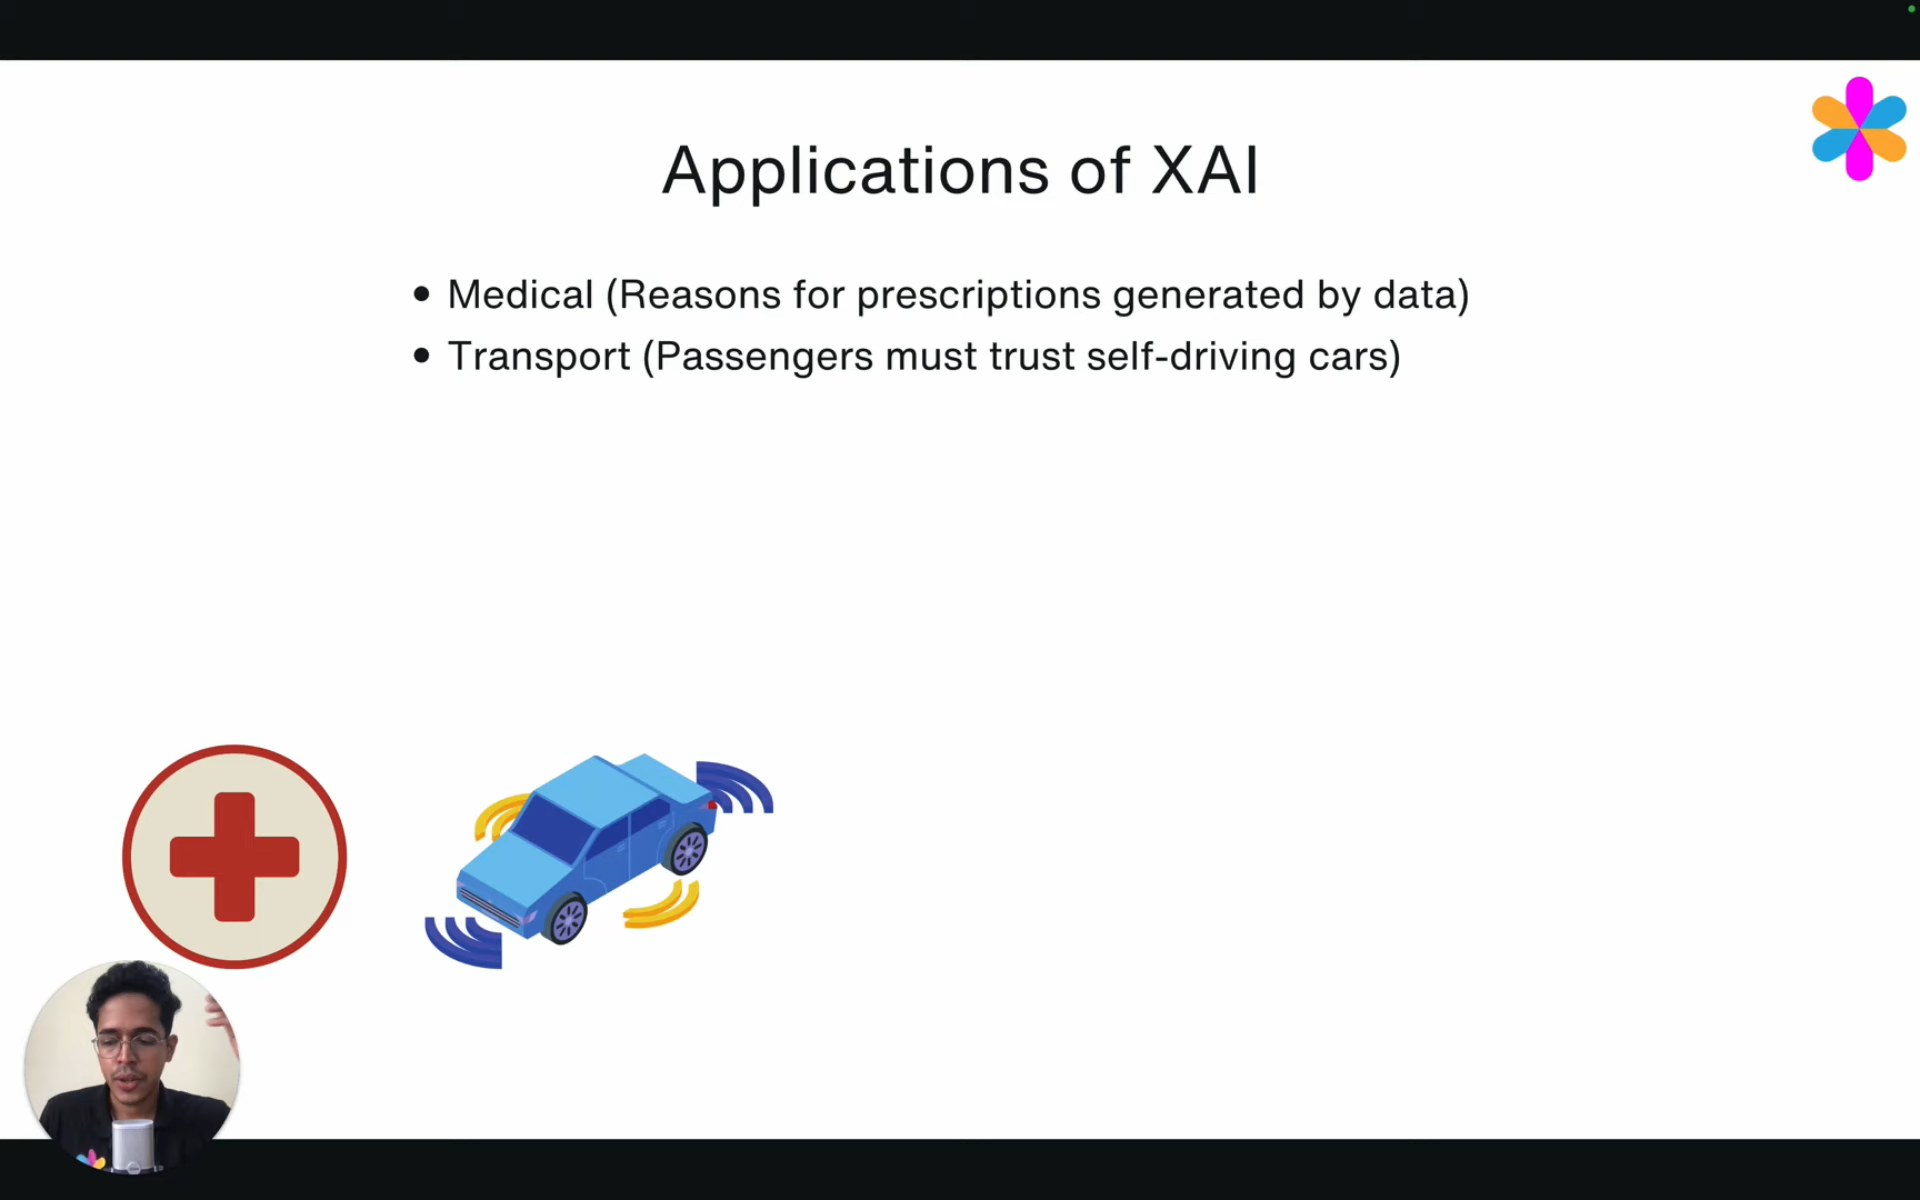 Applications of XAI
• Medical (Reasons for prescriptions generated by data)
• Transport (Passengers must trust self-driving cars)